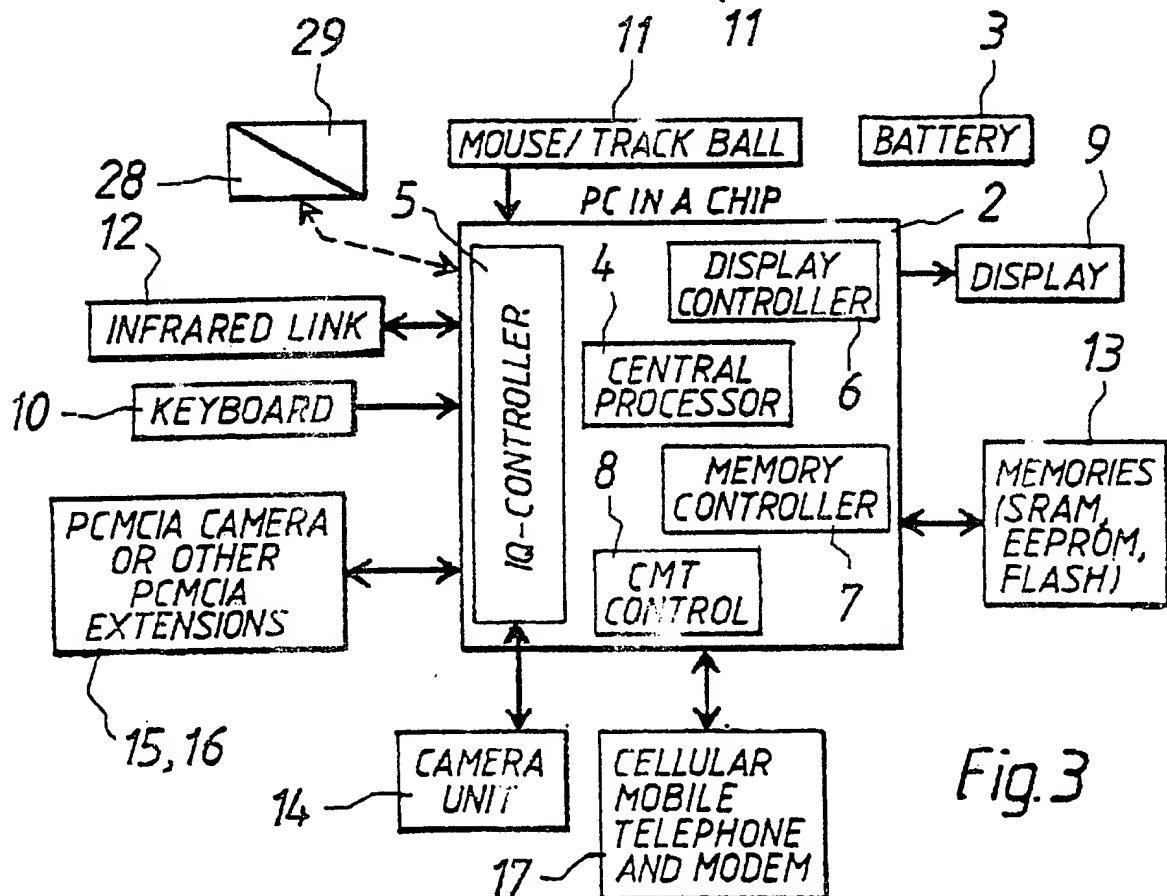 11
29
11
3
MOUSE/TRACK BALL
BATTERY
9
28
5
PC IN A CHIP
2
12
4
DISPLAY
CONTROLLER
DISPLAY
INFRARED LINK
IQ-CONTROLLER
CENTRAL
PROCESSOR
6
13
10
KEYBOARD
8
MEMORY
CONTROLLER
MEMORIES
(SRAM,
EEPROM,
FLASH)
PCMCIA CAMERA
OR OTHER
PCMCIA
EXTENSIONS
CMT
CONTROL
7
15, 16
CAMERA
UNIT
14
CELLULAR
MOBILE
TELEPHONE
AND MODEM
17
Fig. 3